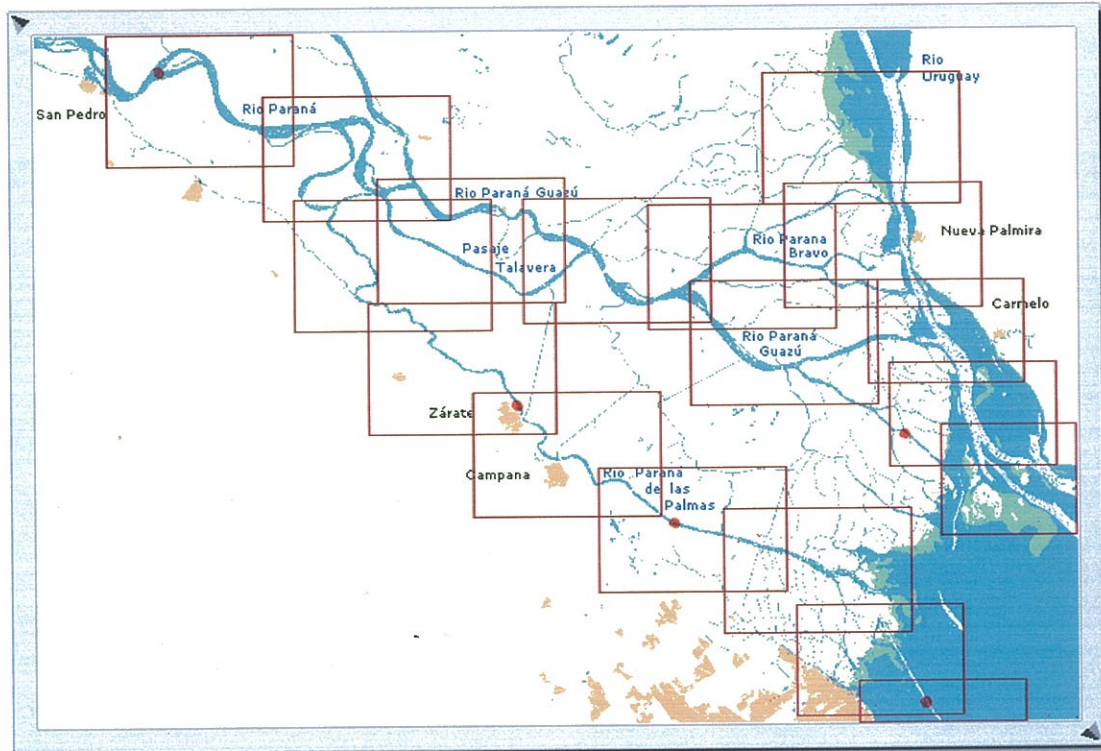 Rio
Uruguay
San Pedro
Rio Paraná
Rio Paraná Guazú
Nueva Palmira
Pasaje
Talavera
Rio Parana
Bravo
Carmelo
Rio Paraná
Guazú
Zárate
Campana
Rio Paraná
de las
Palmas